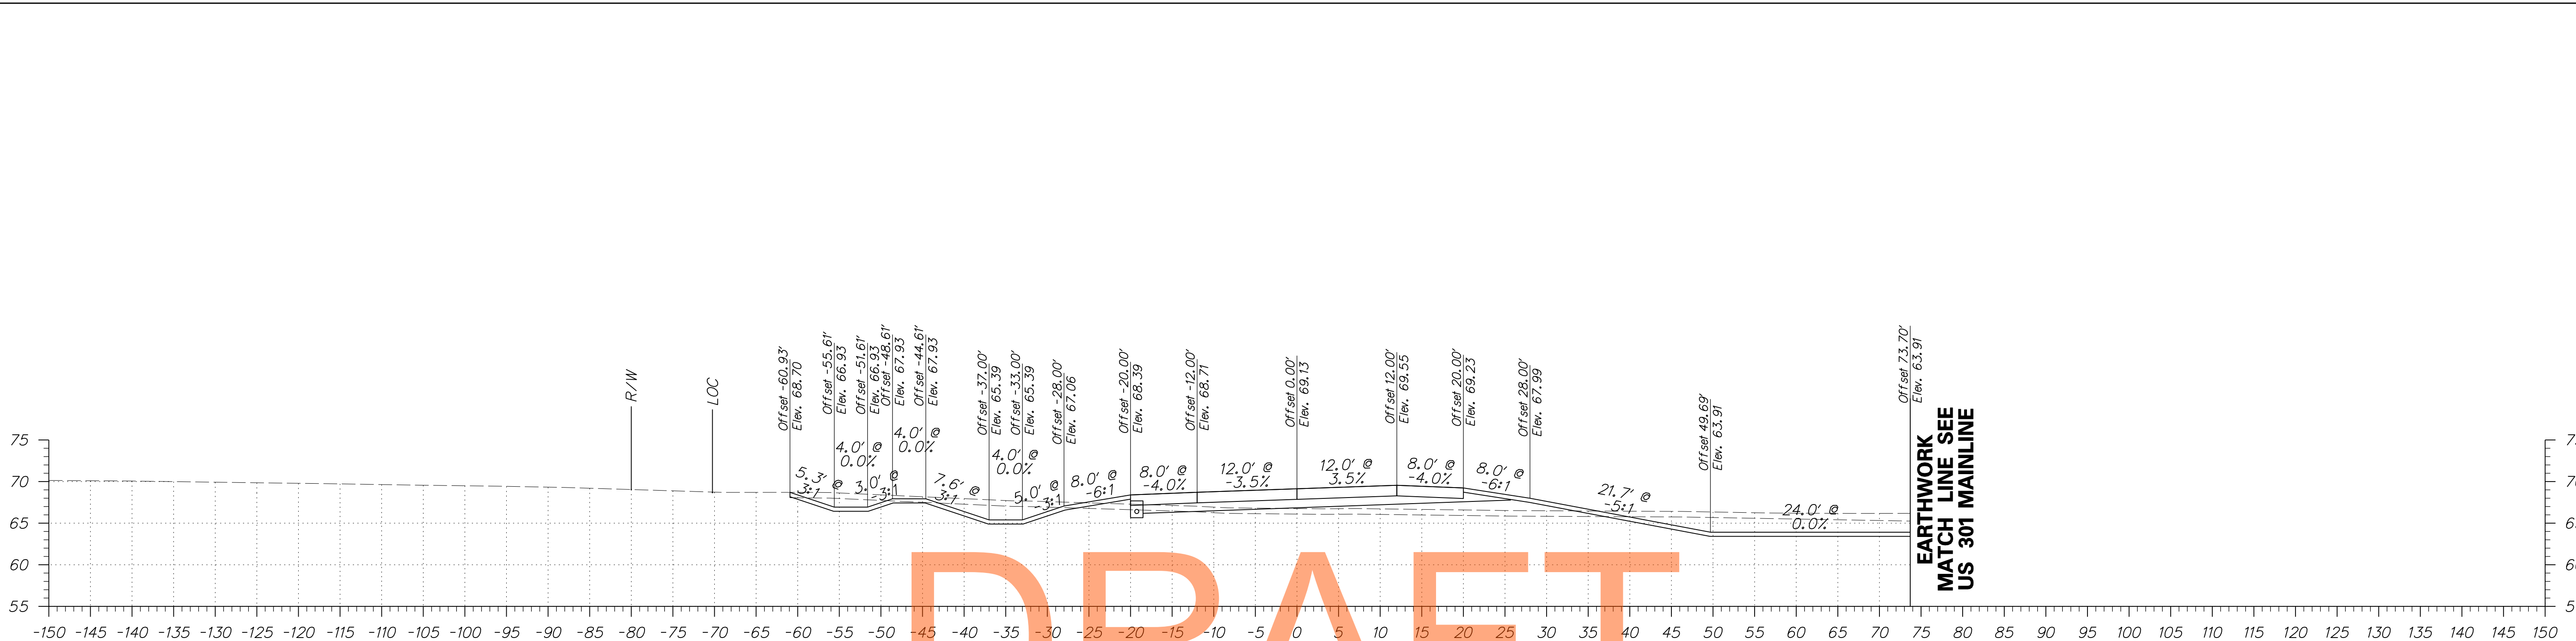 R/W
LOC
Offset -60.93'
Elev. 68.70
Offset -55.61'
Elev. 66.93
Offset -51.61'
Elev. 66.93
Offset -48.61'
Elev. 67.93
Offset -44.61'
Elev. 67.93
Offset -37.00'
Elev. 65.39
Offset -33.00'
Elev. 65.39
Offset -28.00'
Elev. 67.06
Offset -20.00'
Elev. 68.39
Offset -12.00'
Elev. 68.71
Offset 0.00'
Elev. 69.13
Offset 12.00'
Elev. 69.55
Offset 20.00'
Elev. 69.23
Offset 28.00'
Elev. 67.99
Offset 49.69'
Elev. 63.91
Offset 73.70'
Elev. 63.91
5.3' @
3:1
4.0' @
0.0%
3.0' @
-3:1
4.0' @
0.0%
7.6' @
3:1
4.0' @
0.0%
5.0' @
-3:1
8.0' @
-6:1
8.0' @
-4.0%
12.0' @
-3.5%
12.0' @
3.5%
8.0' @
-4.0%
8.0' @
-6:1
21.7' @
-5:1
24.0' @
0.0%
EARTHWORK
MATCH LINE SEE
US 301 MAINLINE
75
70
65
60
55
DRAFT
-150 -145 -140 -135 -130 -125 -120 -115 -110 -105 -100 -95 -90 -85 -80 -75 -70 -65 -60 -55 -50 -45 -40 -35 -30 -25 -20 -15 -10 -5 0 5 10 15 20 25 30 35 40 45 50 55 60 65 70 75 80 85 90 95 100 105 110 115 120 125 130 135 140 145 150